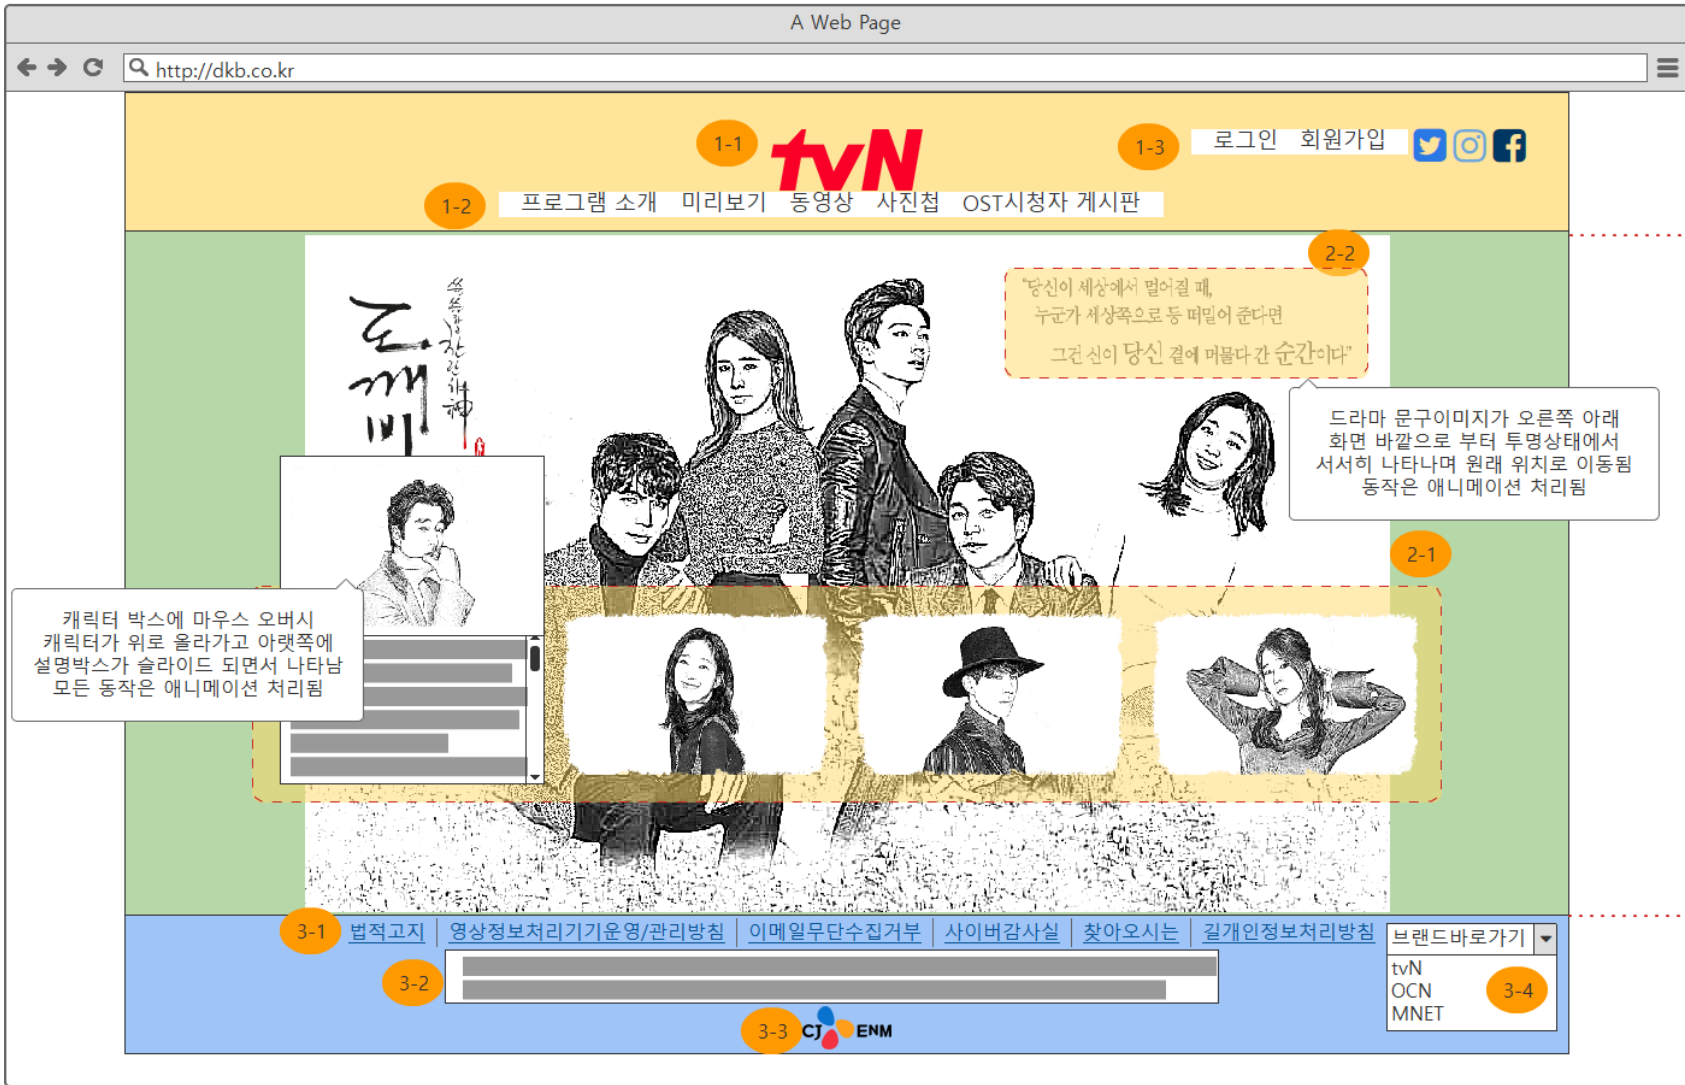 A Web Page
http://dkb.co.kr
1-1
tvN
1-3
로그인 회원가입
1-2
프로그램 소개 미리보기 동영상 사진첩 OST시청자 게시판
2-2
"당신이 세상에서 멀어질 때,
누군가 세상쪽으로 등 떠밀어 준다면
그건 신이 당신 곁에 머물다 간 순간이다"
쓸쓸하고 찬란하神
도깨비
드라마 문구이미지가 오른쪽 아래
화면 바깥으로 부터 투명상태에서
서서히 나타나며 원래 위치로 이동됨
동작은 애니메이션 처리됨
2-1
캐릭터 박스에 마우스 오버시
캐릭터가 위로 올라가고 아랫쪽에
설명박스가 슬라이드 되면서 나타남
모든 동작은 애니메이션 처리됨
3-1
법적고지 영상정보처리기기운영/관리방침 이메일무단수집거부 사이버감사실 찾아오시는 길개인정보처리방침
브랜드바로가기
tvN
OCN
MNET
3-4
3-2
3-3
CJ ENM